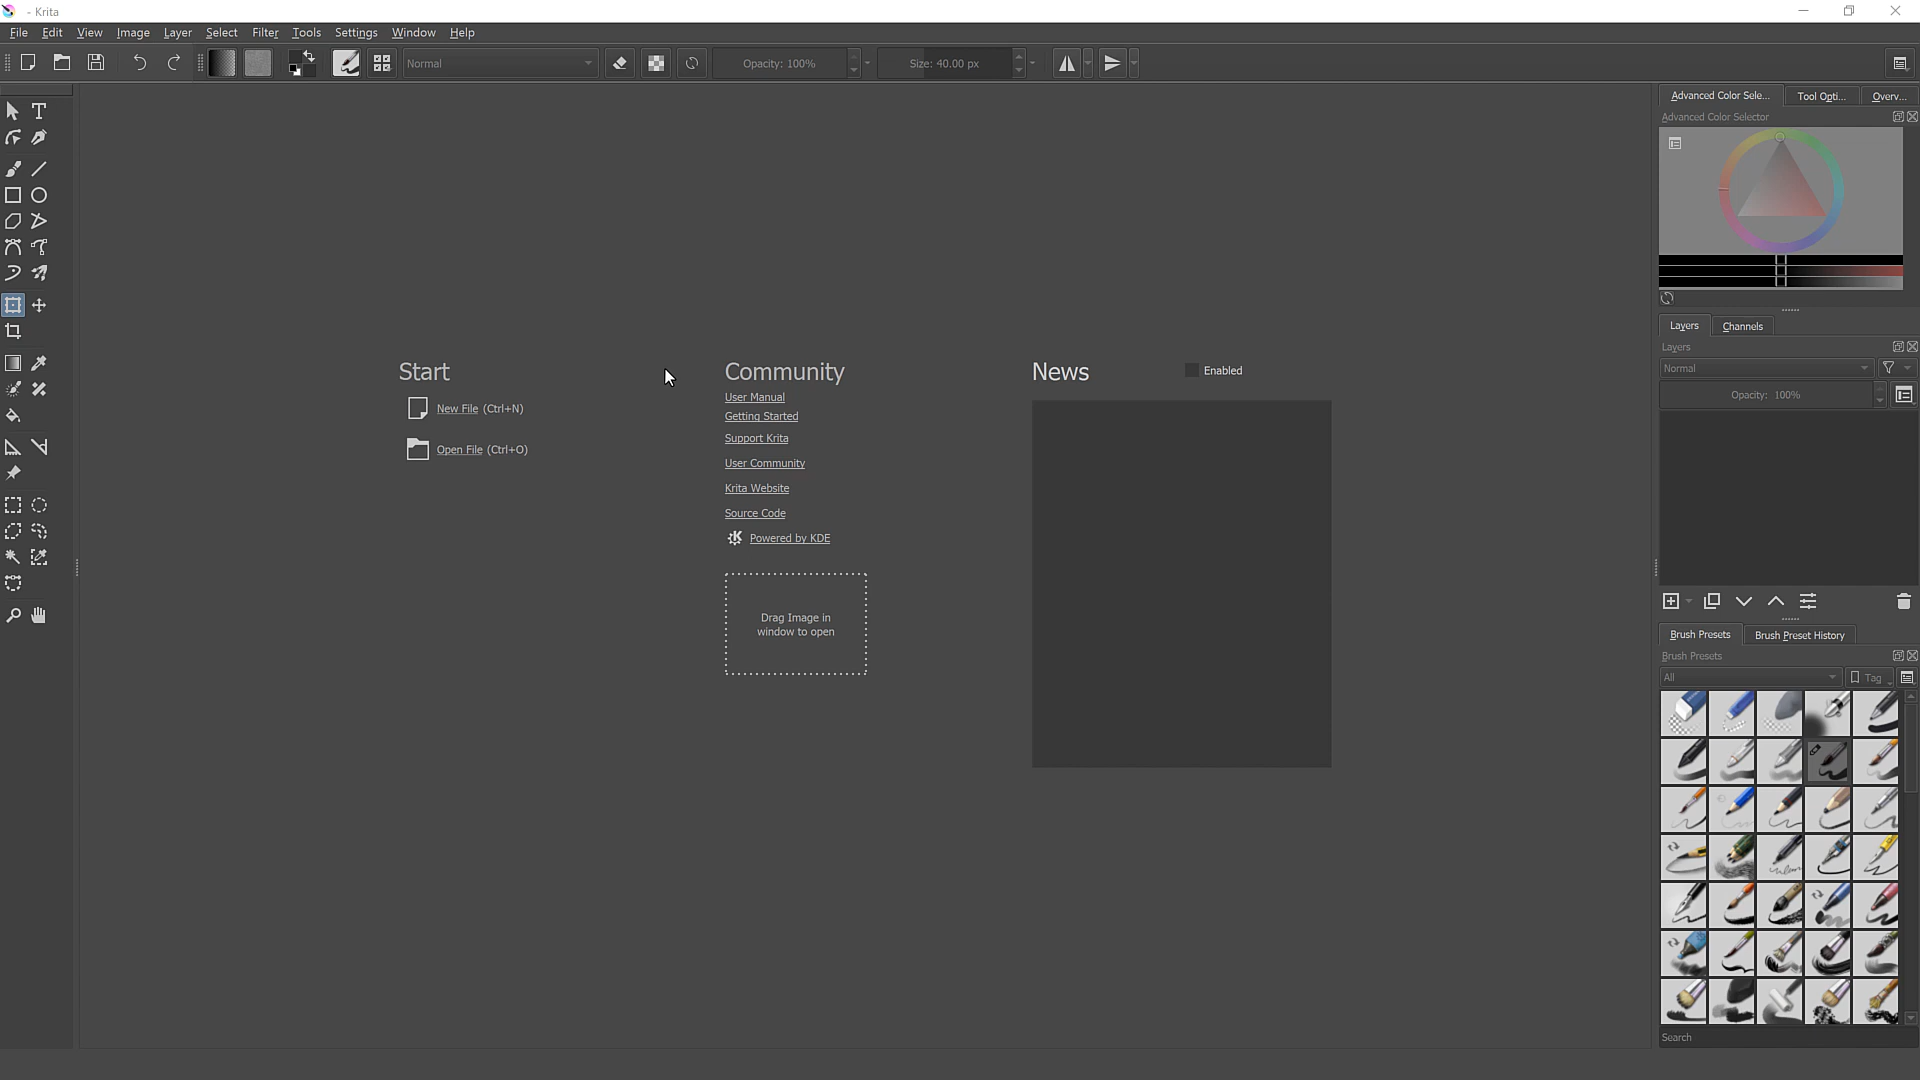 - Krita
File Edit View Image Layer Select Filter Tools Settings Window Help
Normal
Opacity: 100%
Size: 40.00 px
Advanced Color Sele... Tool Opti... Overv...
Advanced Color Selector
Layers Channels
Layers
Normal
Opacity: 100%
Start
New File (Ctrl+N)
Open File (Ctrl+O)
Community
User Manual
Getting Started
Support Krita
User Community
Krita Website
Source Code
Powered by KDE
Drag Image in
window to open
News
Enabled
Brush Presets Brush Preset History
Brush Presets
All
Tag
Search